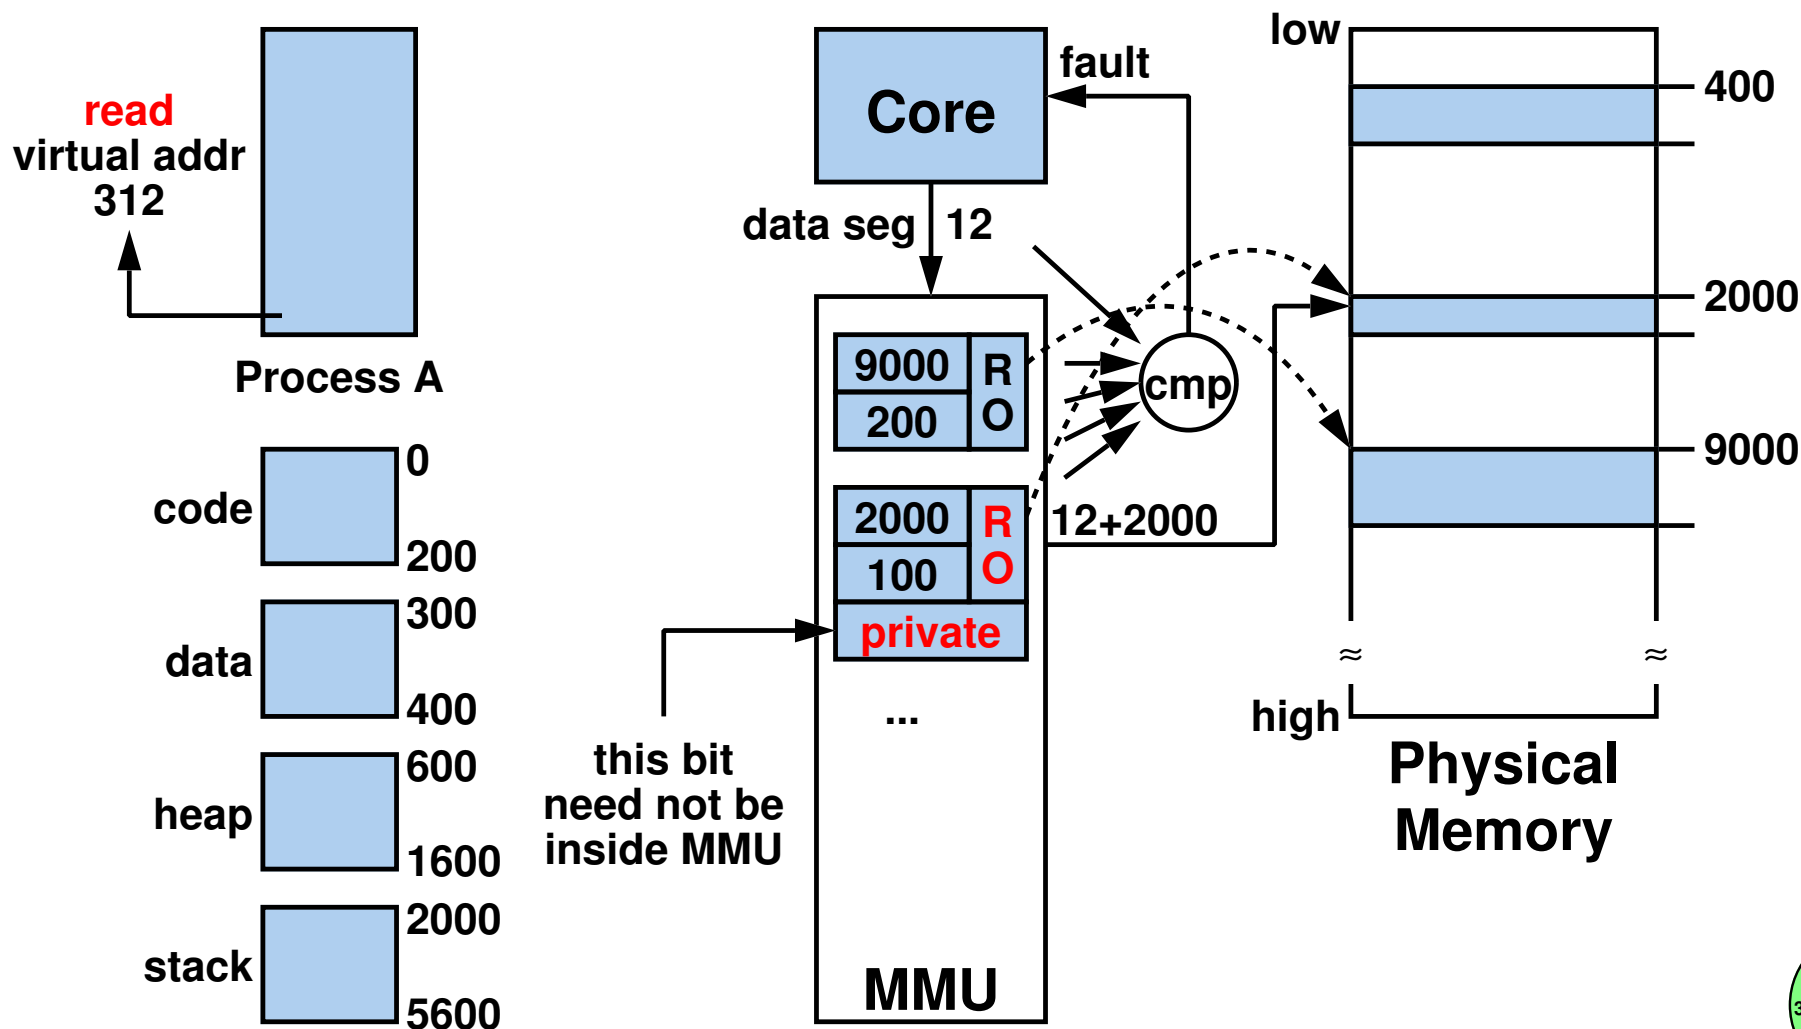 read
virtual addr
312
Process A
code
0
200
data
300
400
heap
600
1600
stack
2000
5600
Core
fault
data seg
12
9000
200
R
O
2000
100
R
O
private
...
MMU
cmp
12+2000
this bit
need not be
inside MMU
low
400
2000
9000
≈
≈
high
Physical
Memory